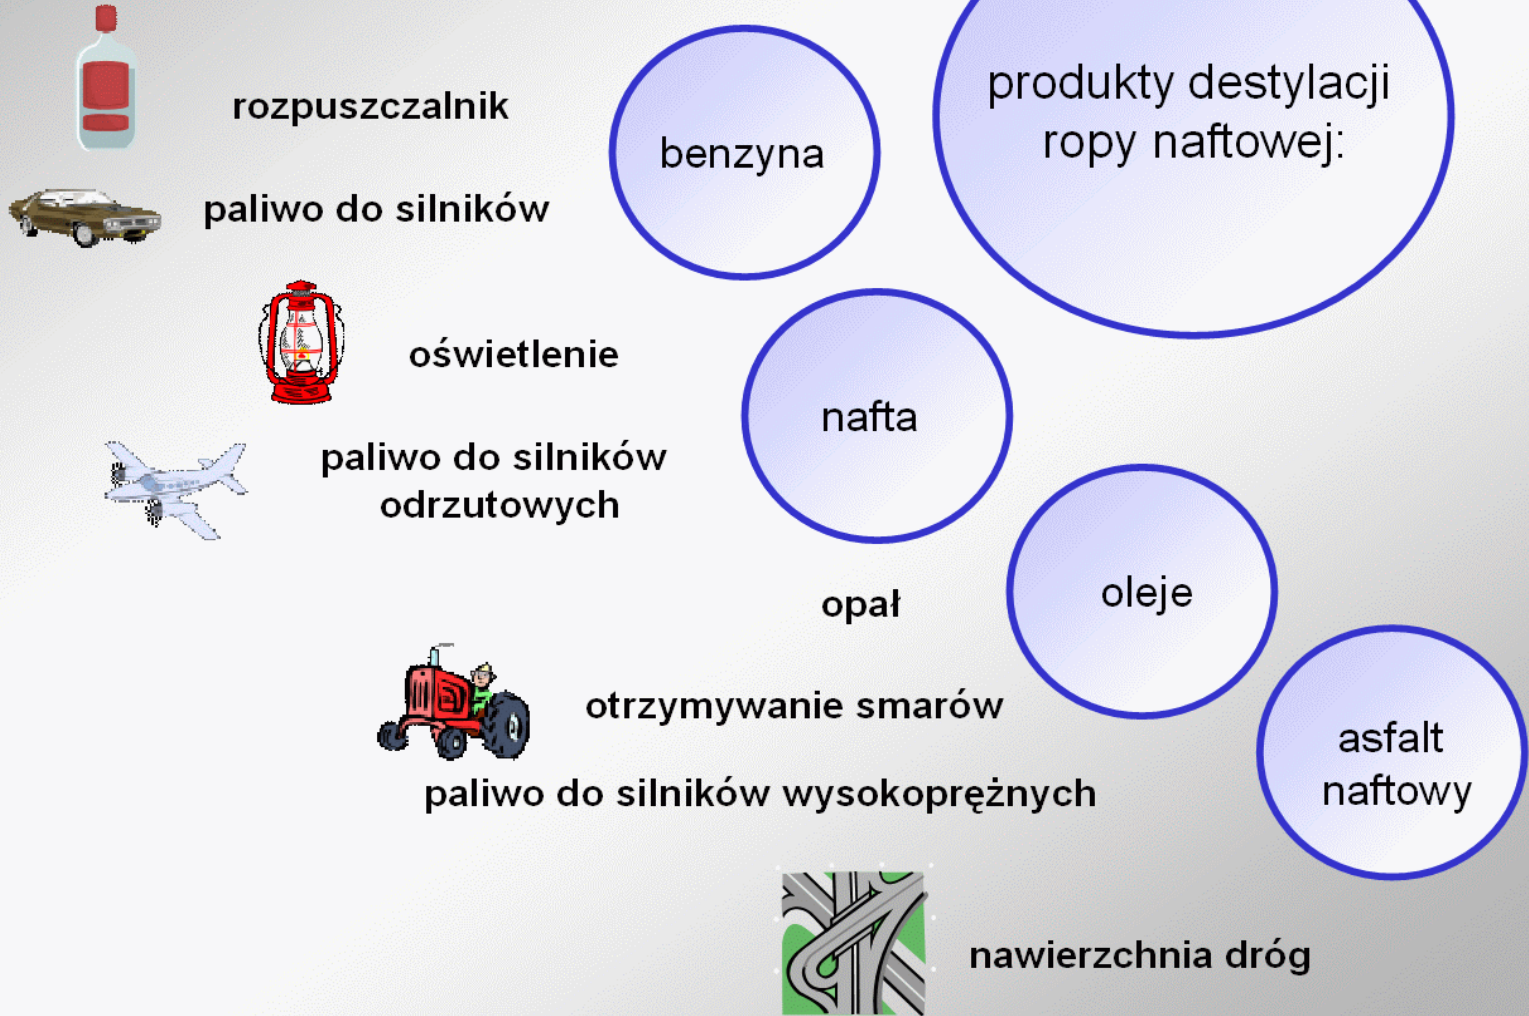 produkty destylacji
ropy naftowej:
benzyna
rozpuszczalnik
paliwo do silników
nafta
oświetlenie
paliwo do silników
odrzutowych
oleje
opał
otrzymywanie smarów
paliwo do silników wysokoprężnych
asfalt
naftowy
nawierzchnia dróg